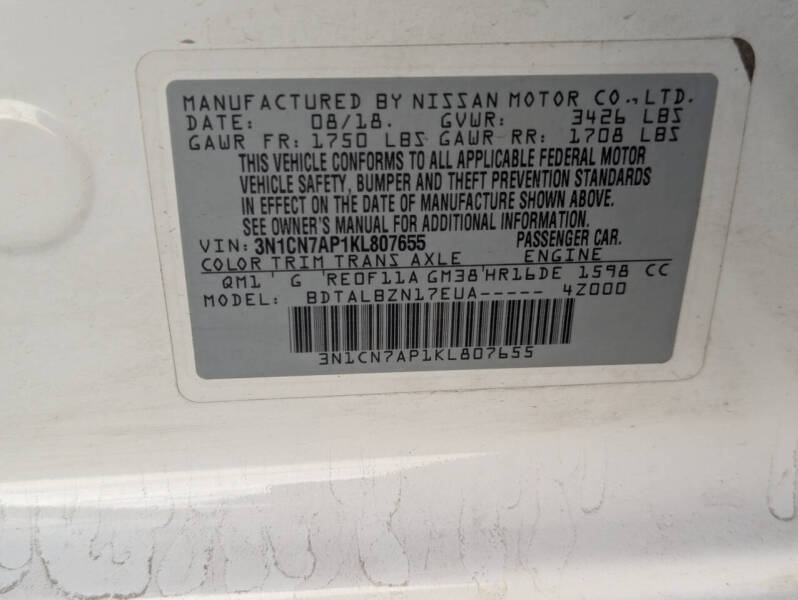 MANUFACTURED BY NISSAN MOTOR CO.,LTD.
DATE: 08/18. GVWR: 3426 LBS
GAWR FR: 1750 LBS GAWR RR: 1708 LBS
THIS VEHICLE CONFORMS TO ALL APPLICABLE FEDERAL MOTOR
VEHICLE SAFETY, BUMPER AND THEFT PREVENTION STANDARDS
IN EFFECT ON THE DATE OF MANUFACTURE SHOWN ABOVE.
SEE OWNER'S MANUAL FOR ADDITIONAL INFORMATION.
VIN: 3N1CN7AP1KL807655 PASSENGER CAR.
COLOR TRIM TRANS AXLE ENGINE
QM1 ' G 'RE0F11A GM38'HR16DE 1598 CC
MODEL: BDTALBZN17EUA----- 4Z000
3N1CN7AP1KL807655